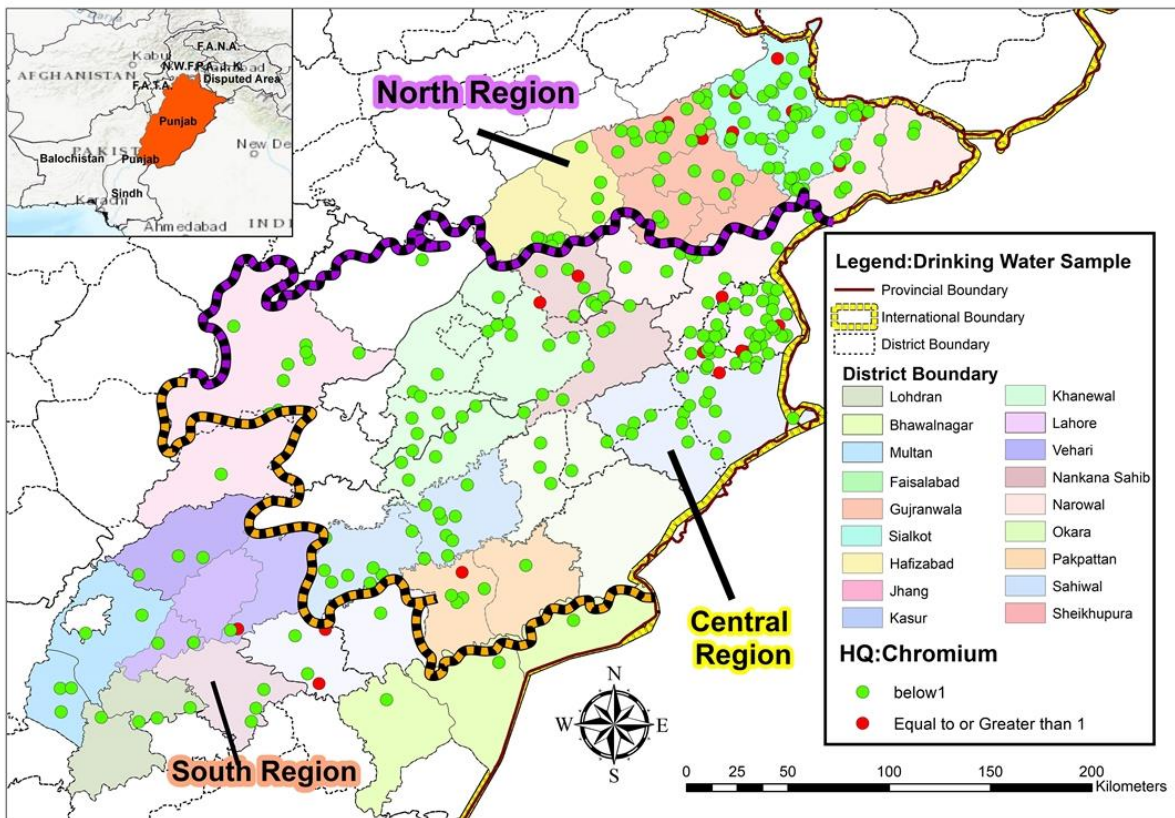 F.A.N.A.
Kabul
N.W.F.P.
A.J.K.
AFGHANISTAN
Disputed Area
F.A.T.A.
Punjab
PAKIS
New De
Balochistan
Punjab
Sindh
Karachi
Ahmedabad
IND
North Region
Central
Region
South Region
N
W
E
S
Legend:Drinking Water Sample
Provincial Boundary
International Boundary
District Boundary
District Boundary
Lohdran
Bhawalnagar
Multan
Faisalabad
Gujranwala
Sialkot
Hafizabad
Jhang
Kasur
Khanewal
Lahore
Vehari
Nankana Sahib
Narowal
Okara
Pakpattan
Sahiwal
Sheikhupura
HQ:Chromium
below1
Equal to or Greater than 1
0 25 50 100 150 200
Kilometers